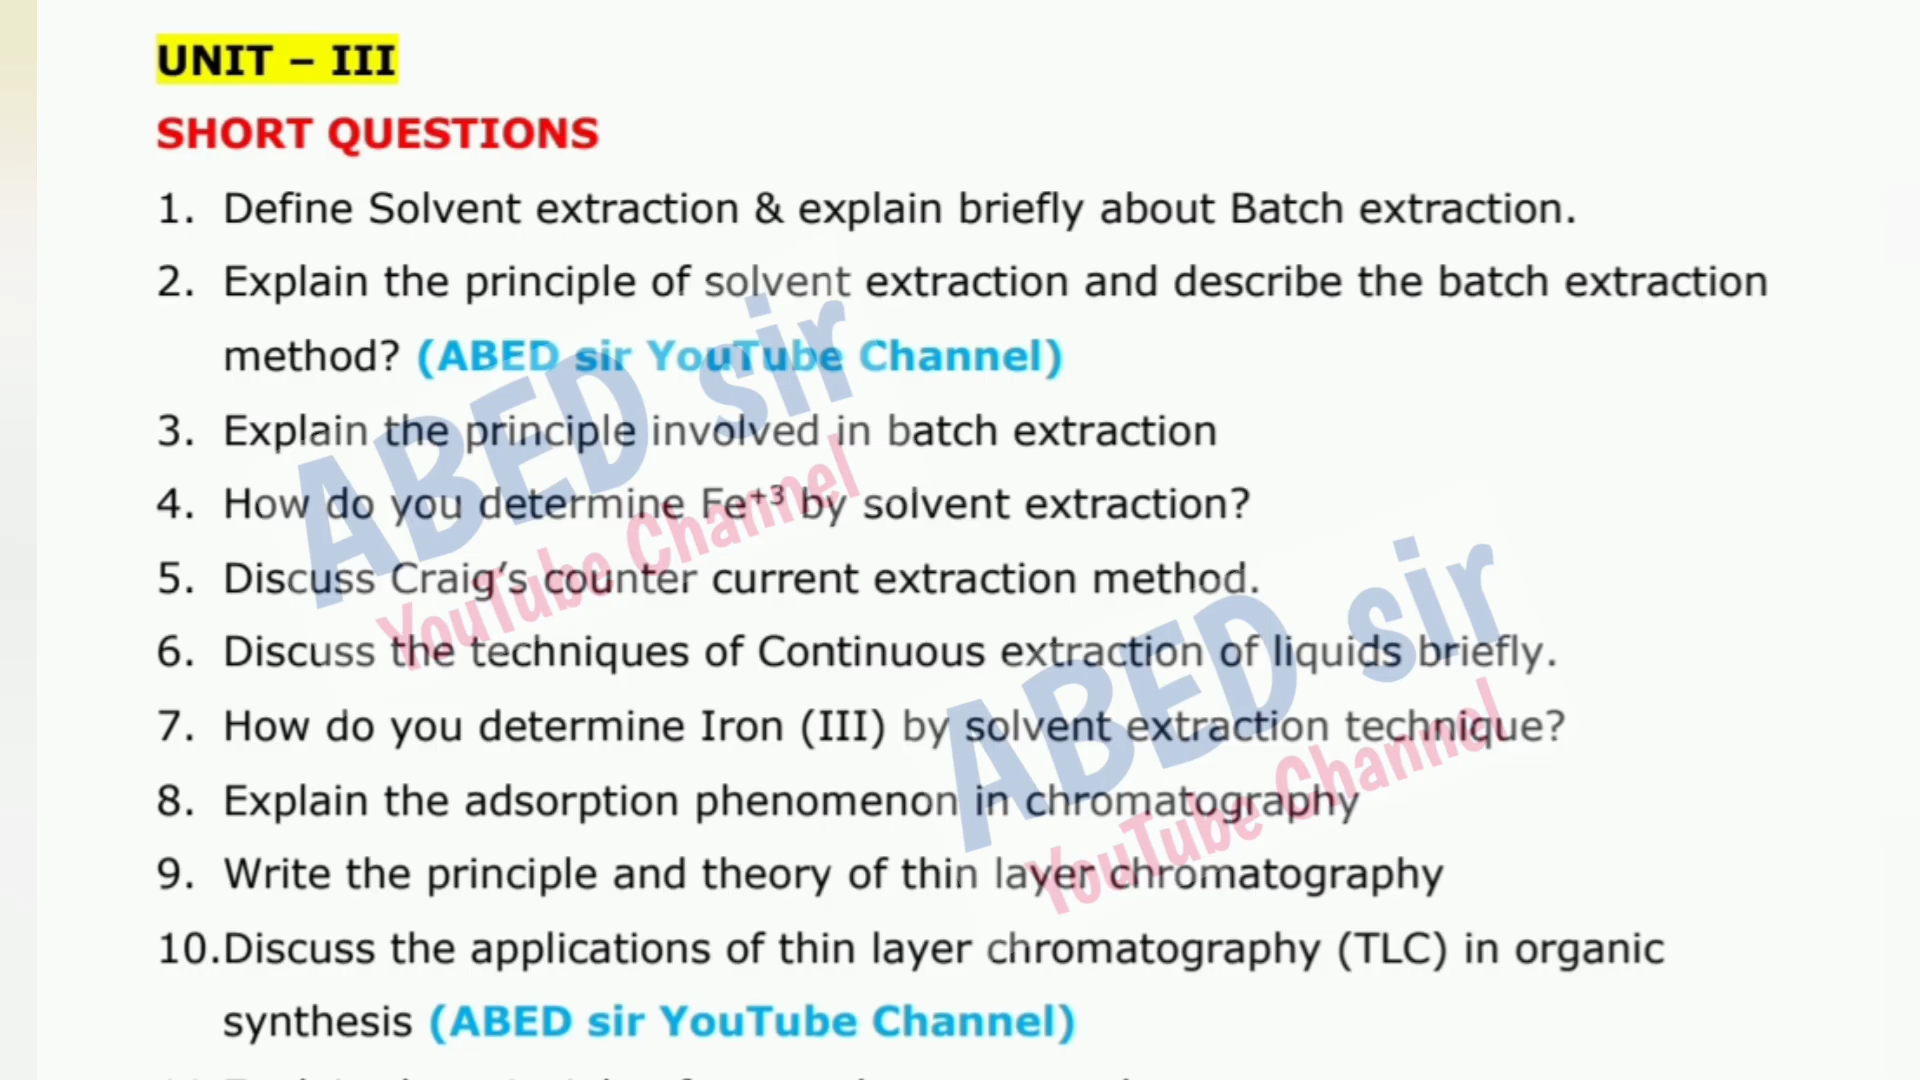 UNIT – III
SHORT QUESTIONS
1. Define Solvent extraction & explain briefly about Batch extraction.
2. Explain the principle of solvent extraction and describe the batch extraction
method? (ABED sir YouTube Channel)
3. Explain the principle involved in batch extraction
4. How do you determine Fe⁺³ by solvent extraction?
5. Discuss Craig’s counter current extraction method.
6. Discuss the techniques of Continuous extraction of liquids briefly.
7. How do you determine Iron (III) by solvent extraction technique?
8. Explain the adsorption phenomenon in chromatography
9. Write the principle and theory of thin layer chromatography
10.Discuss the applications of thin layer chromatography (TLC) in organic
synthesis (ABED sir YouTube Channel)
ABED sir
YouTube Channel
ABED sir
YouTube Channel